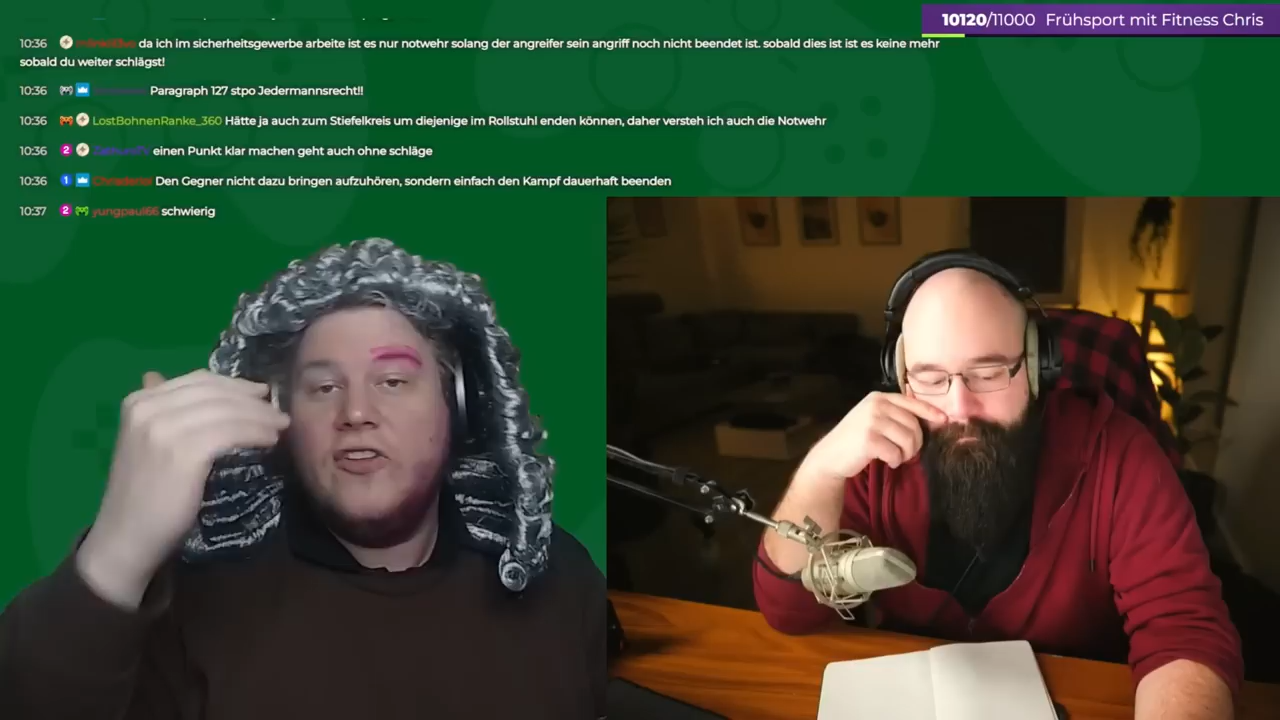 10120/11000 Frühsport mit Fitness Chris
10:36 da ich im sicherheitsgewerbe arbeite ist es nur notwehr solang der angreifer sein angriff noch nicht beendet ist. sobald dies ist ist es keine mehr
sobald du weiter schlägst!
10:36 Paragraph 127 stpo Jedermannsrecht!!
10:36 LostBohnenRanke_360 Hätte ja auch zum Stiefelkreis um diejenige im Rollstuhl enden können, daher versteh ich auch die Notwehr
10:36 2 einen Punkt klar machen geht auch ohne schläge
10:36 1 Den Gegner nicht dazu bringen aufzuhören, sondern einfach den Kampf dauerhaft beenden
10:37 2 yungpaul66 schwierig